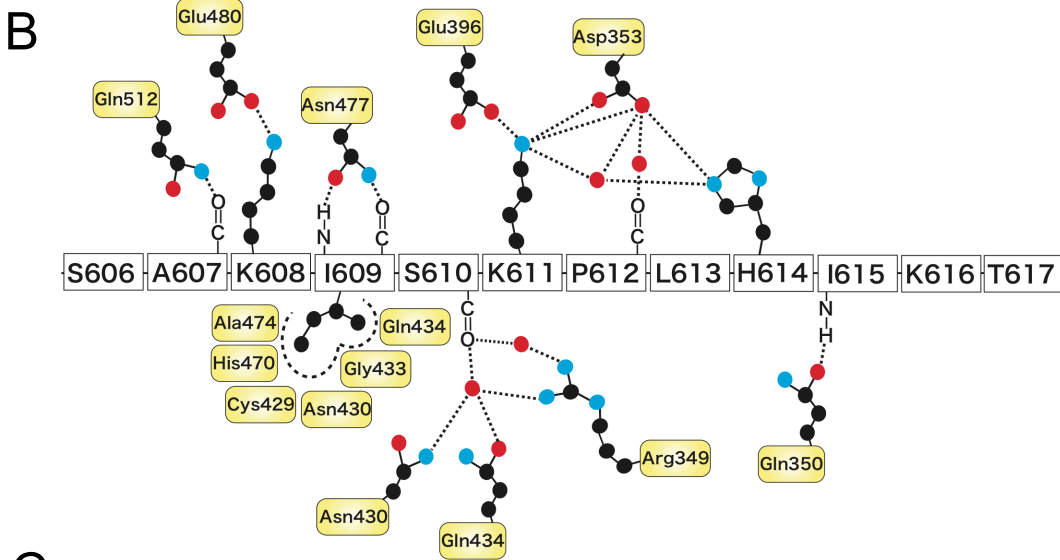 B
Glu480
Glu396
Asp353
Gln512
Asn477
O
C
H
N
O
C
O
C
S606 A607 K608 I609 S610 K611 P612 L613 H614 I615 K616 T617
C
O
N
H
Ala474
Gln434
His470
Gly433
Cys429
Asn430
Arg349
Gln350
Asn430
Gln434